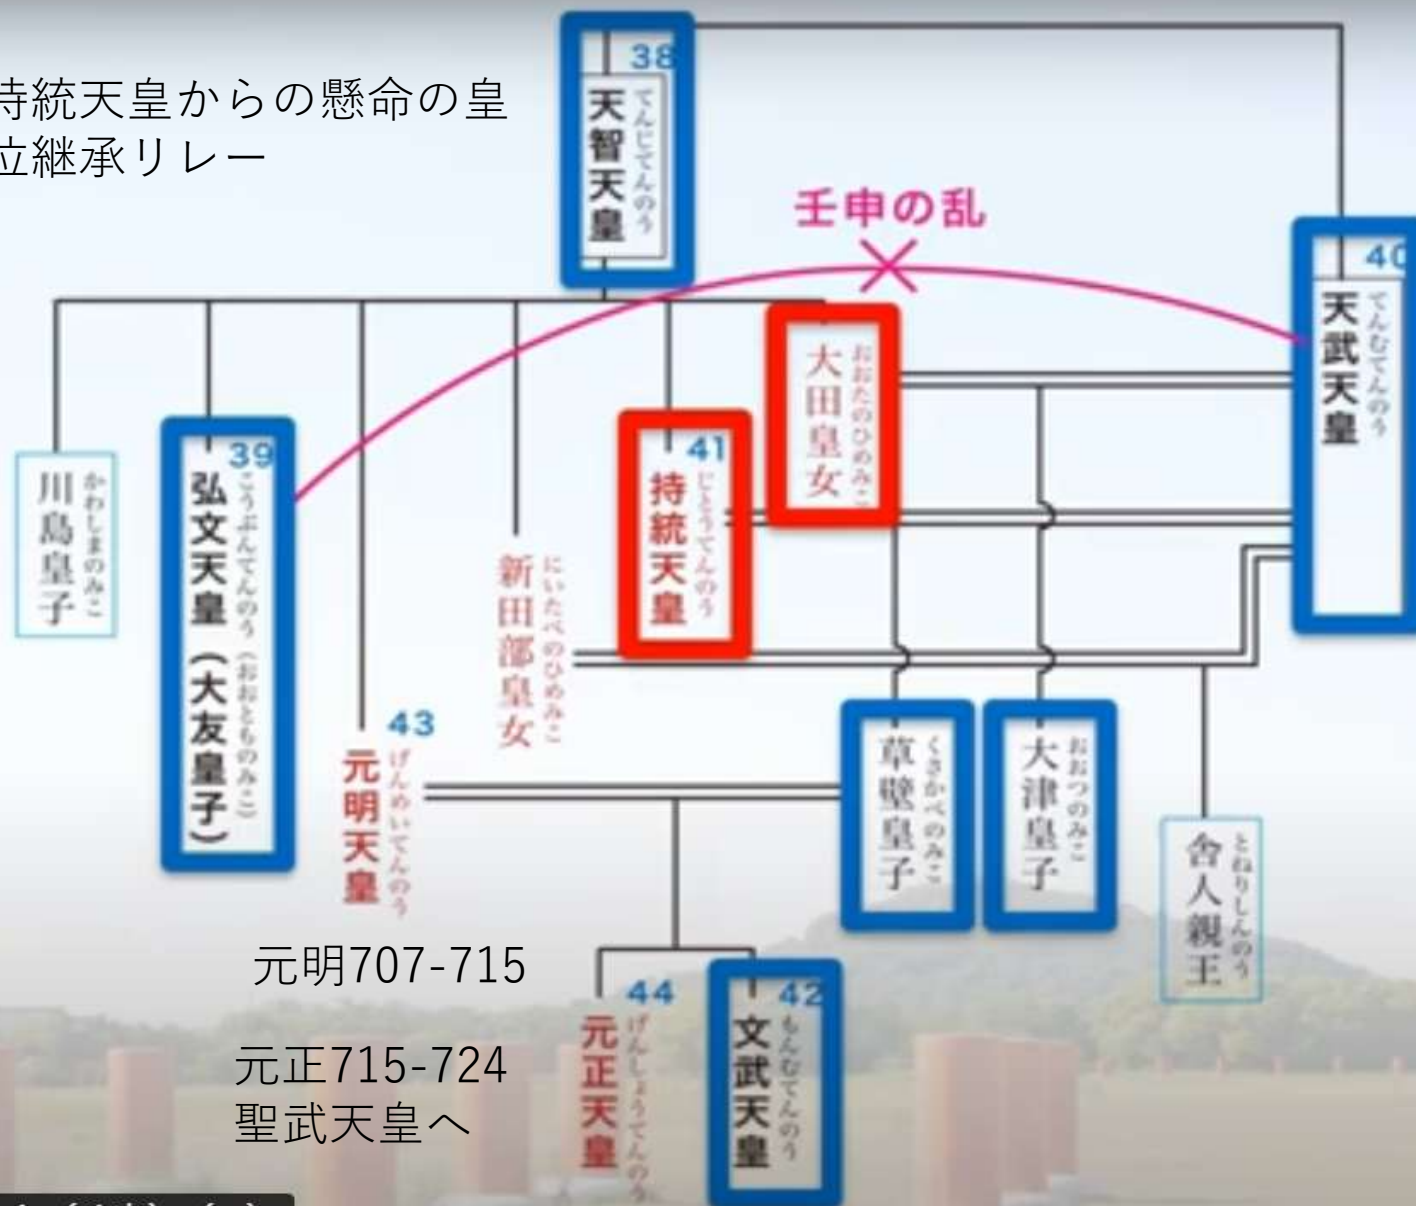 持統天皇からの懸命の皇
位継承リレー
38
天智天皇
てんじてんのう
壬申の乱
40
天武天皇
てんむてんのう
大田皇女
おおたのひめみこ
41
持統天皇
じとうてんのう
39
弘文天皇(大友皇子)
こうぶんてんのう(おおとものみこ)
川島皇子
かわしまのみこ
新田部皇女
にいたべのひめみこ
43
元明天皇
げんめいてんのう
草壁皇子
くさかべのみこ
大津皇子
おおつのみこ
舎人親王
とねりしんのう
元明707-715
44
元正天皇
げんしょうてんのう
42
文武天皇
もんむてんのう
元正715-724
聖武天皇へ